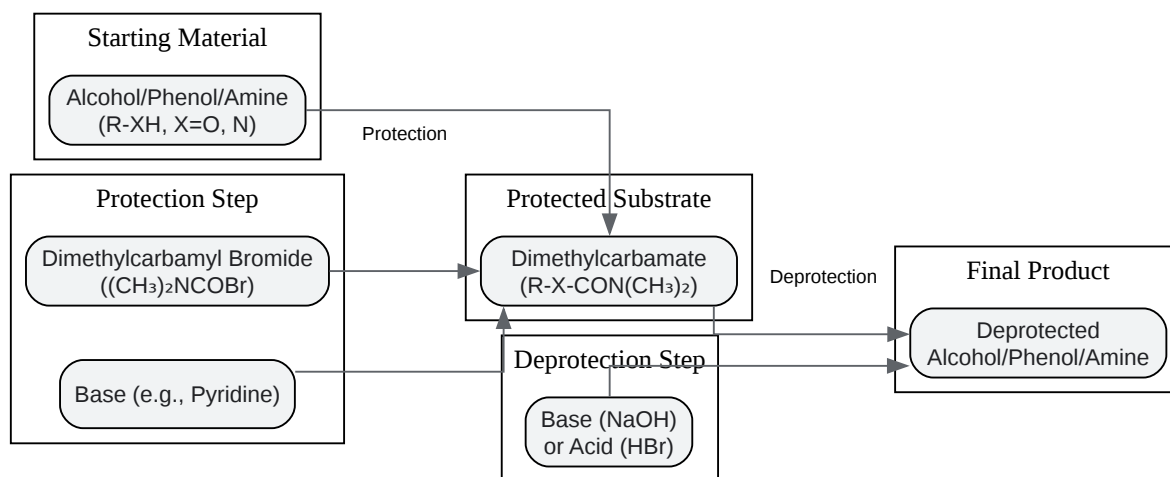 Starting Material
Alcohol/Phenol/Amine
(R-XH, X=O, N)
Protection
Protection Step
Dimethylcarbamyl Bromide
((CH₃)₂NCOBr)
Base (e.g., Pyridine)
Protected Substrate
Dimethylcarbamate
(R-X-CON(CH₃)₂)
Deprotection
Deprotection Step
Base (NaOH)
or Acid (HBr)
Final Product
Deprotected
Alcohol/Phenol/Amine